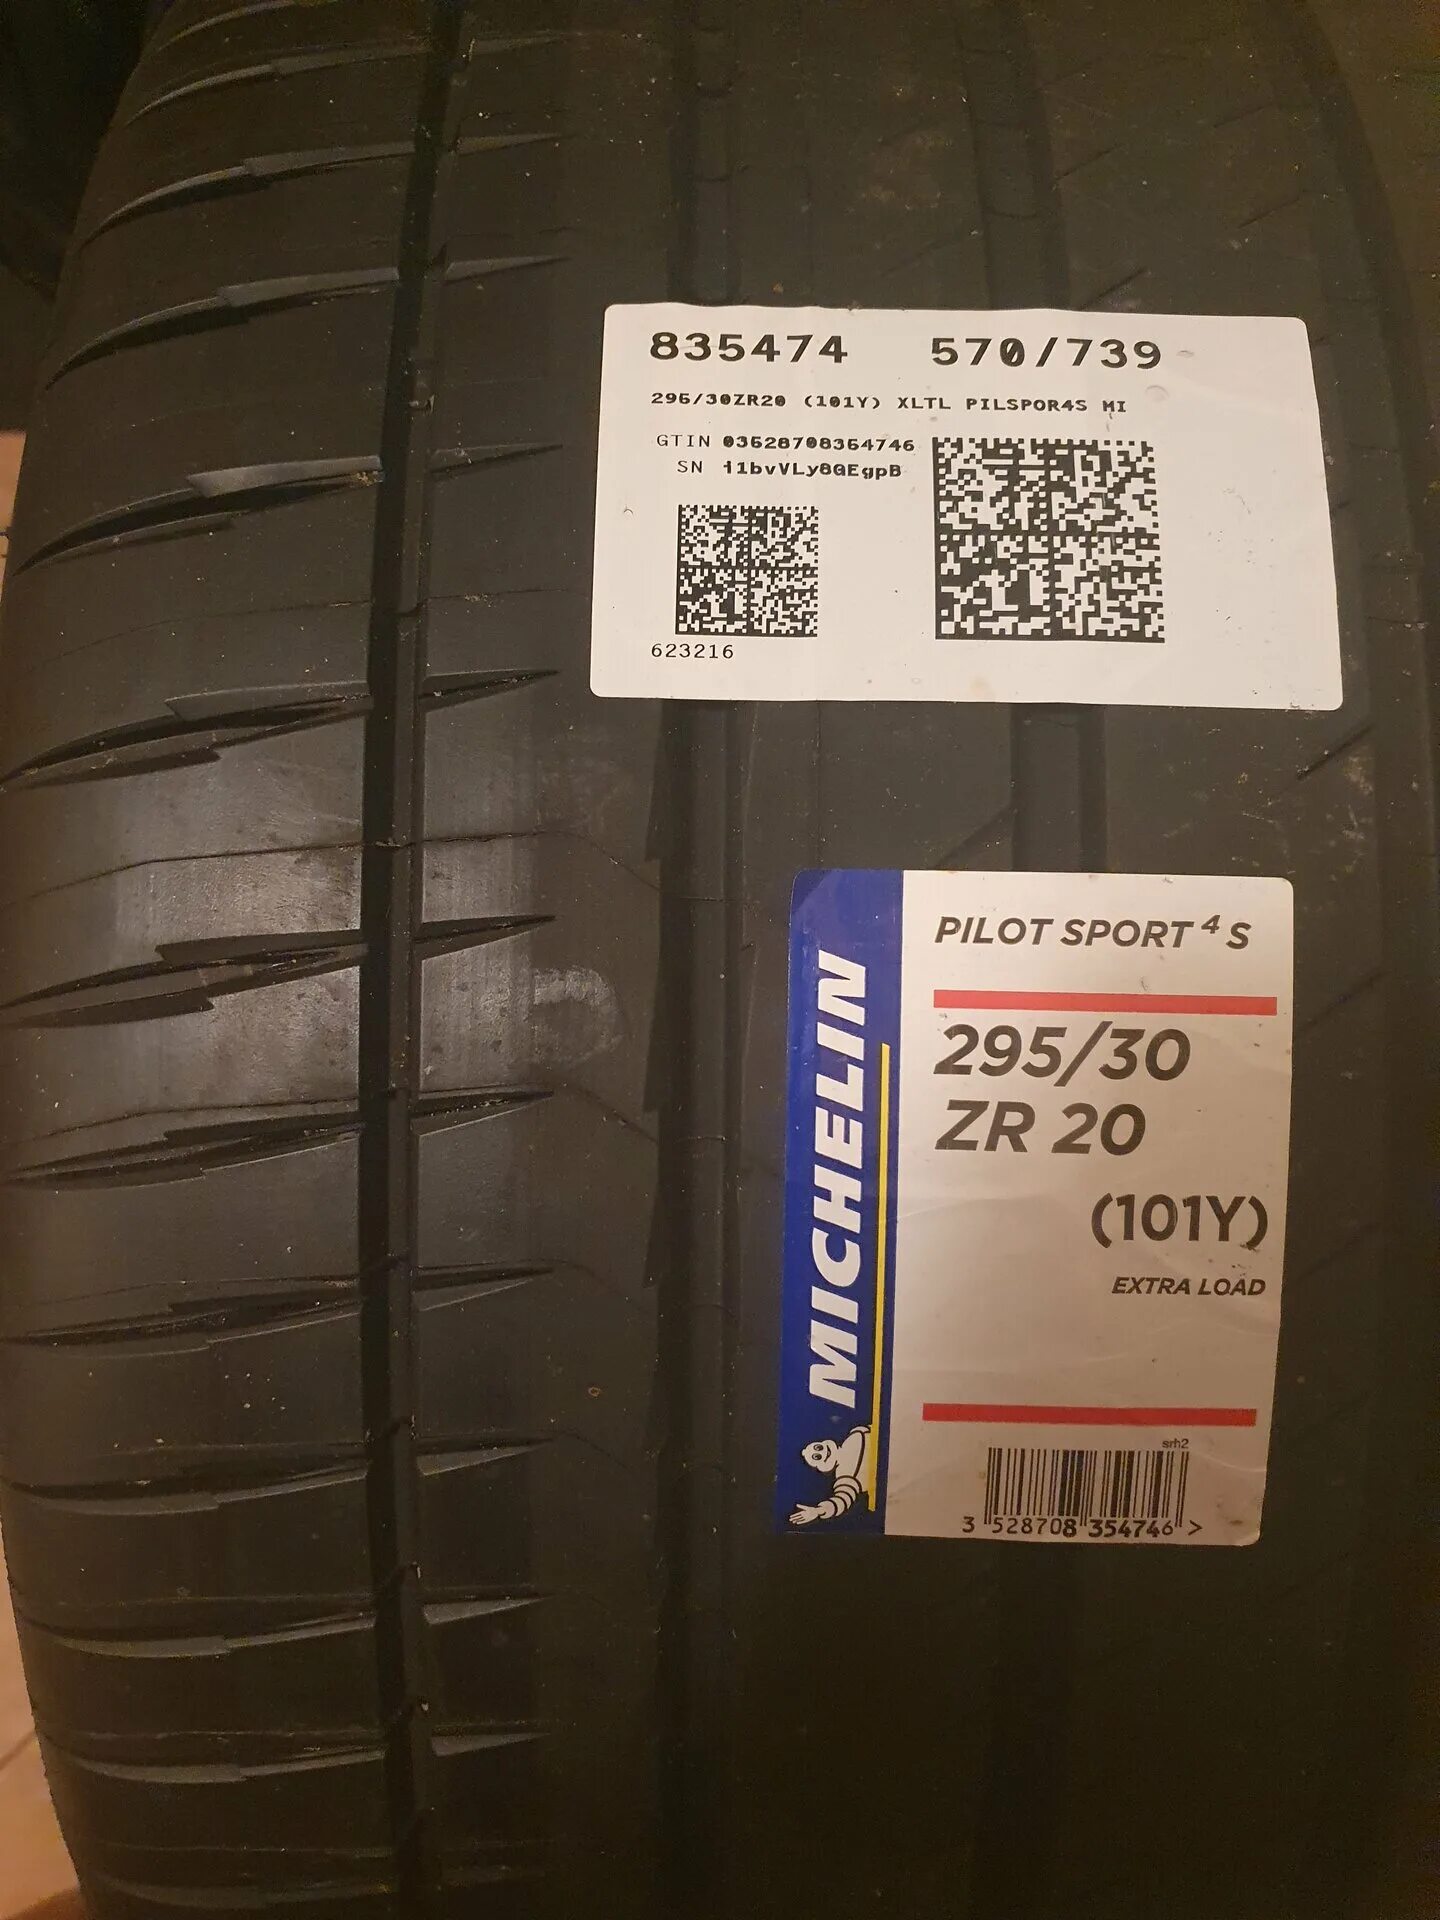 835474 570/739
295/30ZR20 (101Y) XLTL PILSPOR4S MI
GTIN 03528708354746
SN
623216
PILOT SPORT 4 S
295/30
ZR 20
(101Y)
EXTRA LOAD
MICHELIN
srh2
3 528708 354746 >